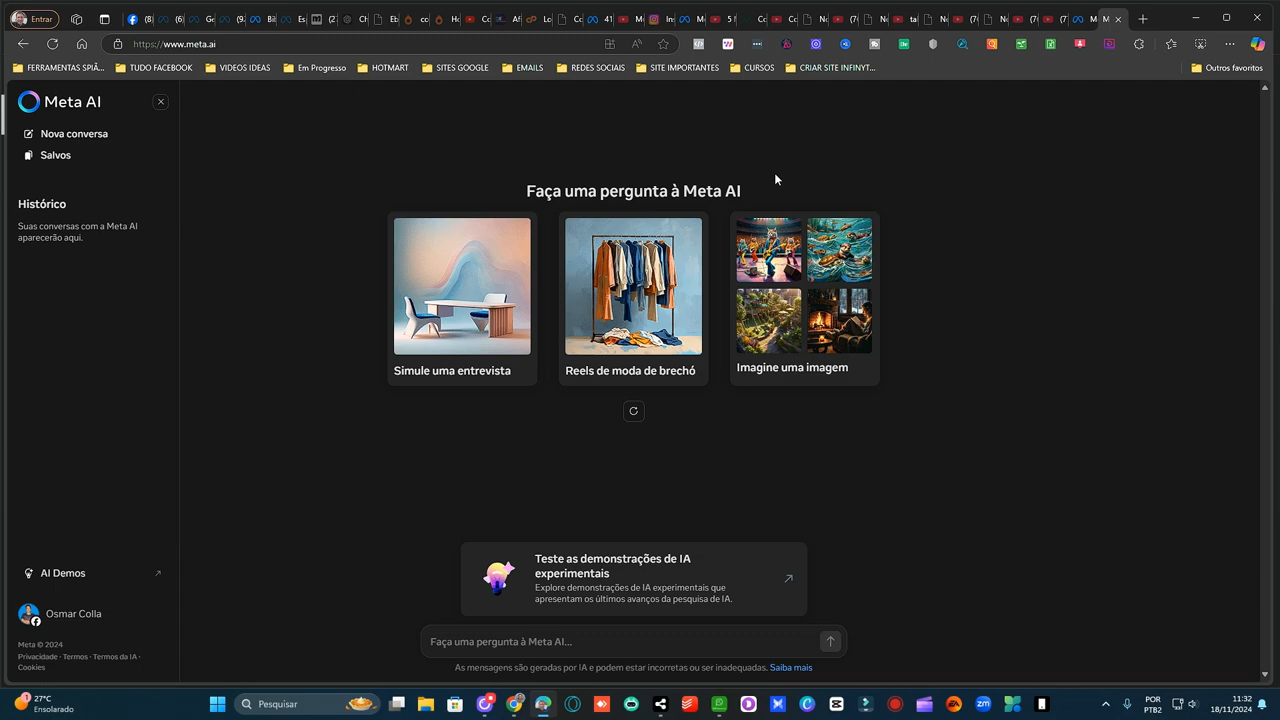 Entrar
https://www.meta.ai
FERRAMENTAS SPIÃ...
TUDO FACEBOOK
VIDEOS IDEAS
Em Progresso
HOTMART
SITES GOOGLE
EMAILS
REDES SOCIAIS
SITE IMPORTANTES
CURSOS
CRIAR SITE INFINYT...
Outros favoritos
Meta AI
Nova conversa
Salvos
Histórico
Suas conversas com a Meta AI
aparecerão aqui.
Faça uma pergunta à Meta AI
Simule uma entrevista
Reels de moda de brechó
Imagine uma imagem
Teste as demonstrações de IA
experimentais
Explore demonstrações de IA experimentais que
apresentam os últimos avanços da pesquisa de IA.
AI Demos
Osmar Colla
Meta © 2024
Privacidade · Termos · Termos da IA ·
Cookies
Faça uma pergunta à Meta AI...
As mensagens são geradas por IA e podem estar incorretas ou ser inadequadas. Saiba mais
27°C
Ensolarado
Pesquisar
POR
PTB2
11:32
18/11/2024